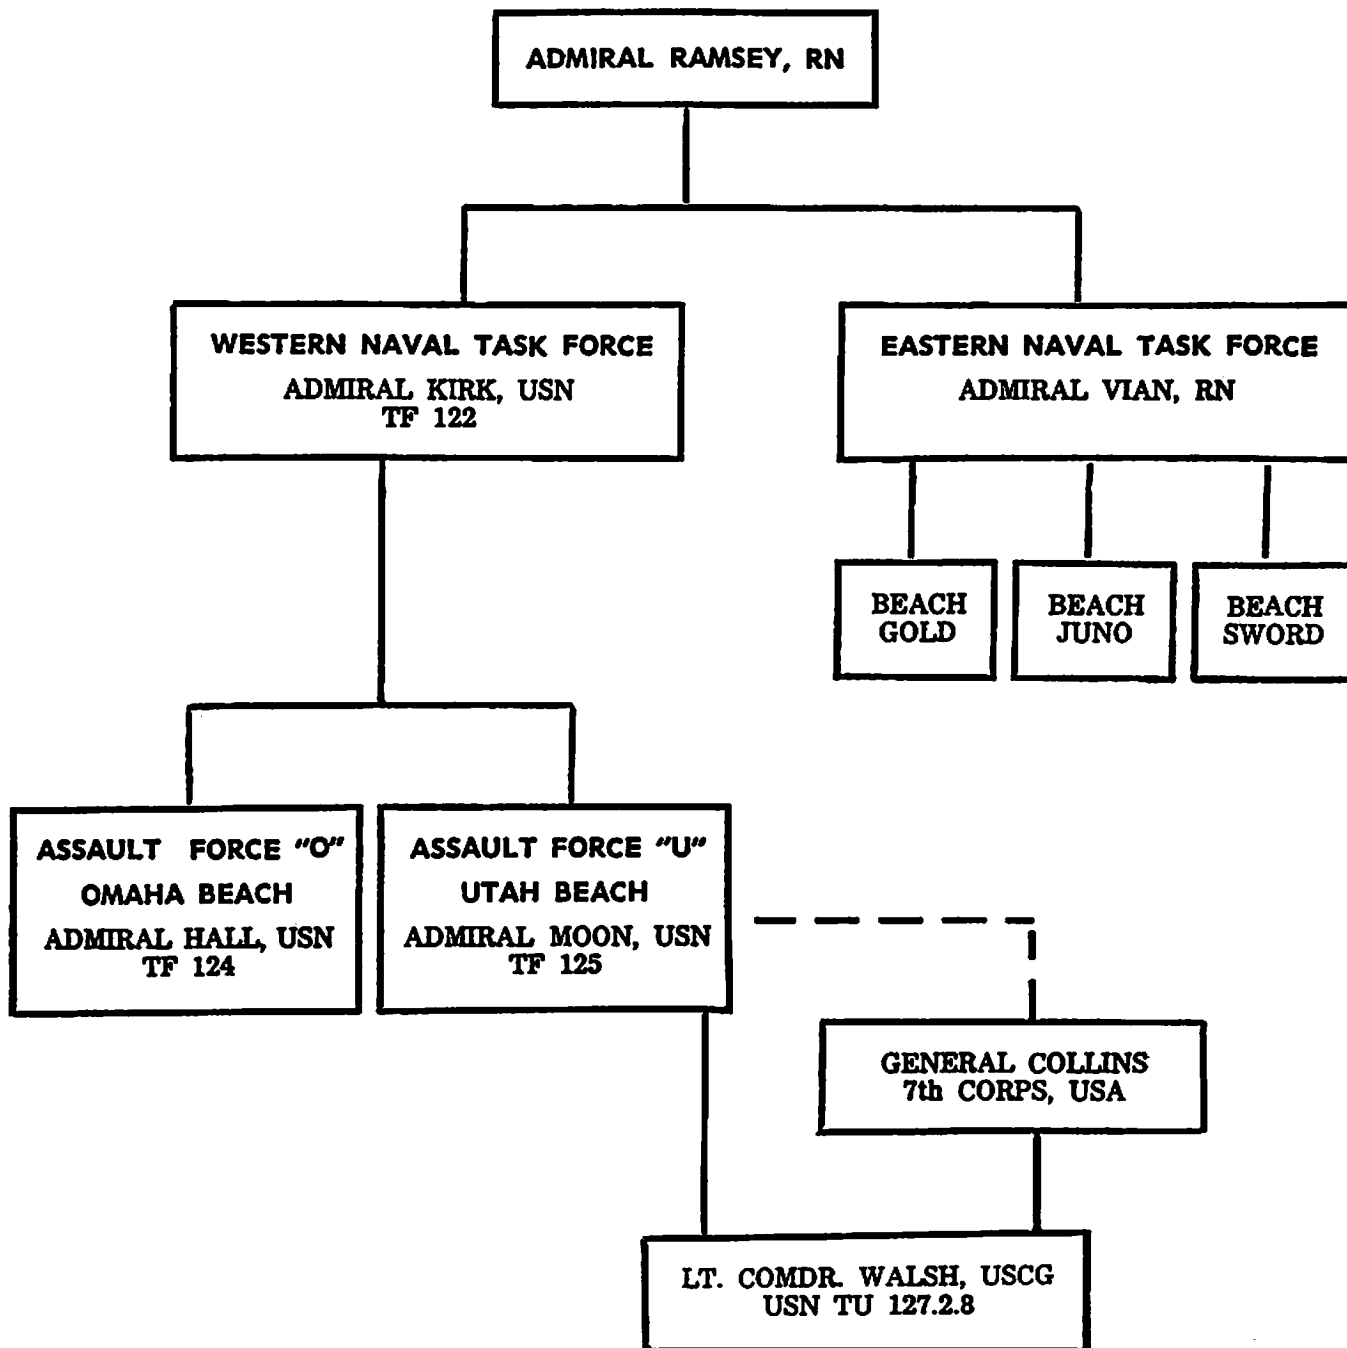 ADMIRAL RAMSEY, RN
WESTERN NAVAL TASK FORCE
ADMIRAL KIRK, USN
TF 122
EASTERN NAVAL TASK FORCE
ADMIRAL VIAN, RN
BEACH
GOLD
BEACH
JUNO
BEACH
SWORD
ASSAULT FORCE "O"
OMAHA BEACH
ADMIRAL HALL, USN
TF 124
ASSAULT FORCE "U"
UTAH BEACH
ADMIRAL MOON, USN
TF 125
GENERAL COLLINS
7th CORPS, USA
LT. COMDR. WALSH, USCG
USN TU 127.2.8